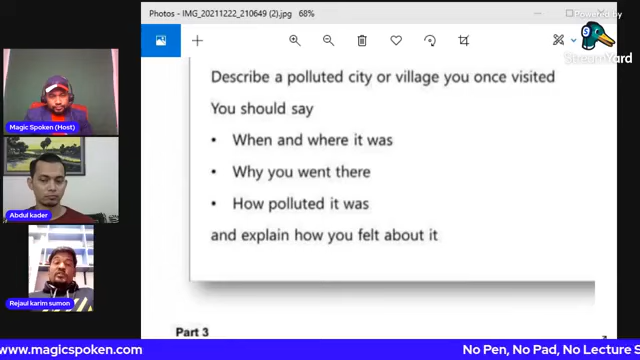 Photos - IMG_20211222_210649 (2).jpg 68%
Powered by
StreamYard
Describe a polluted city or village you once visited
You should say
• When and where it was
• Why you went there
• How polluted it was
and explain how you felt about it
Part 3
Magic Spoken (Host)
Abdul kader
Rejaul karim sumon
www.magicspoken.com
No Pen, No Pad, No Lecture S